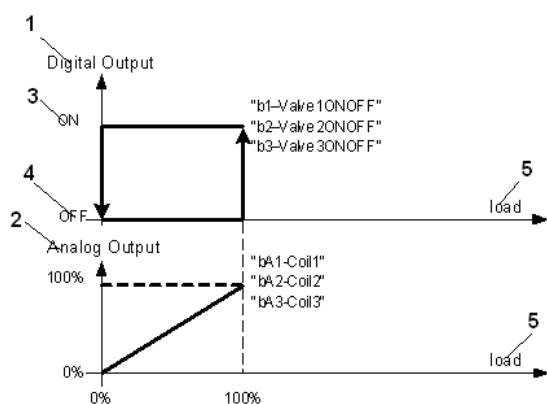 1
Digital Output
3
ON
"b1–Valve1ONOFF"
"b2–Valve2ONOFF"
"b3–Valve3ONOFF"
4
5
OFF
load
2
Analog Output
100%
"bA1-Coil1"
"bA2-Coil2"
"bA3-Coil3"
5
0%
load
0%
100%